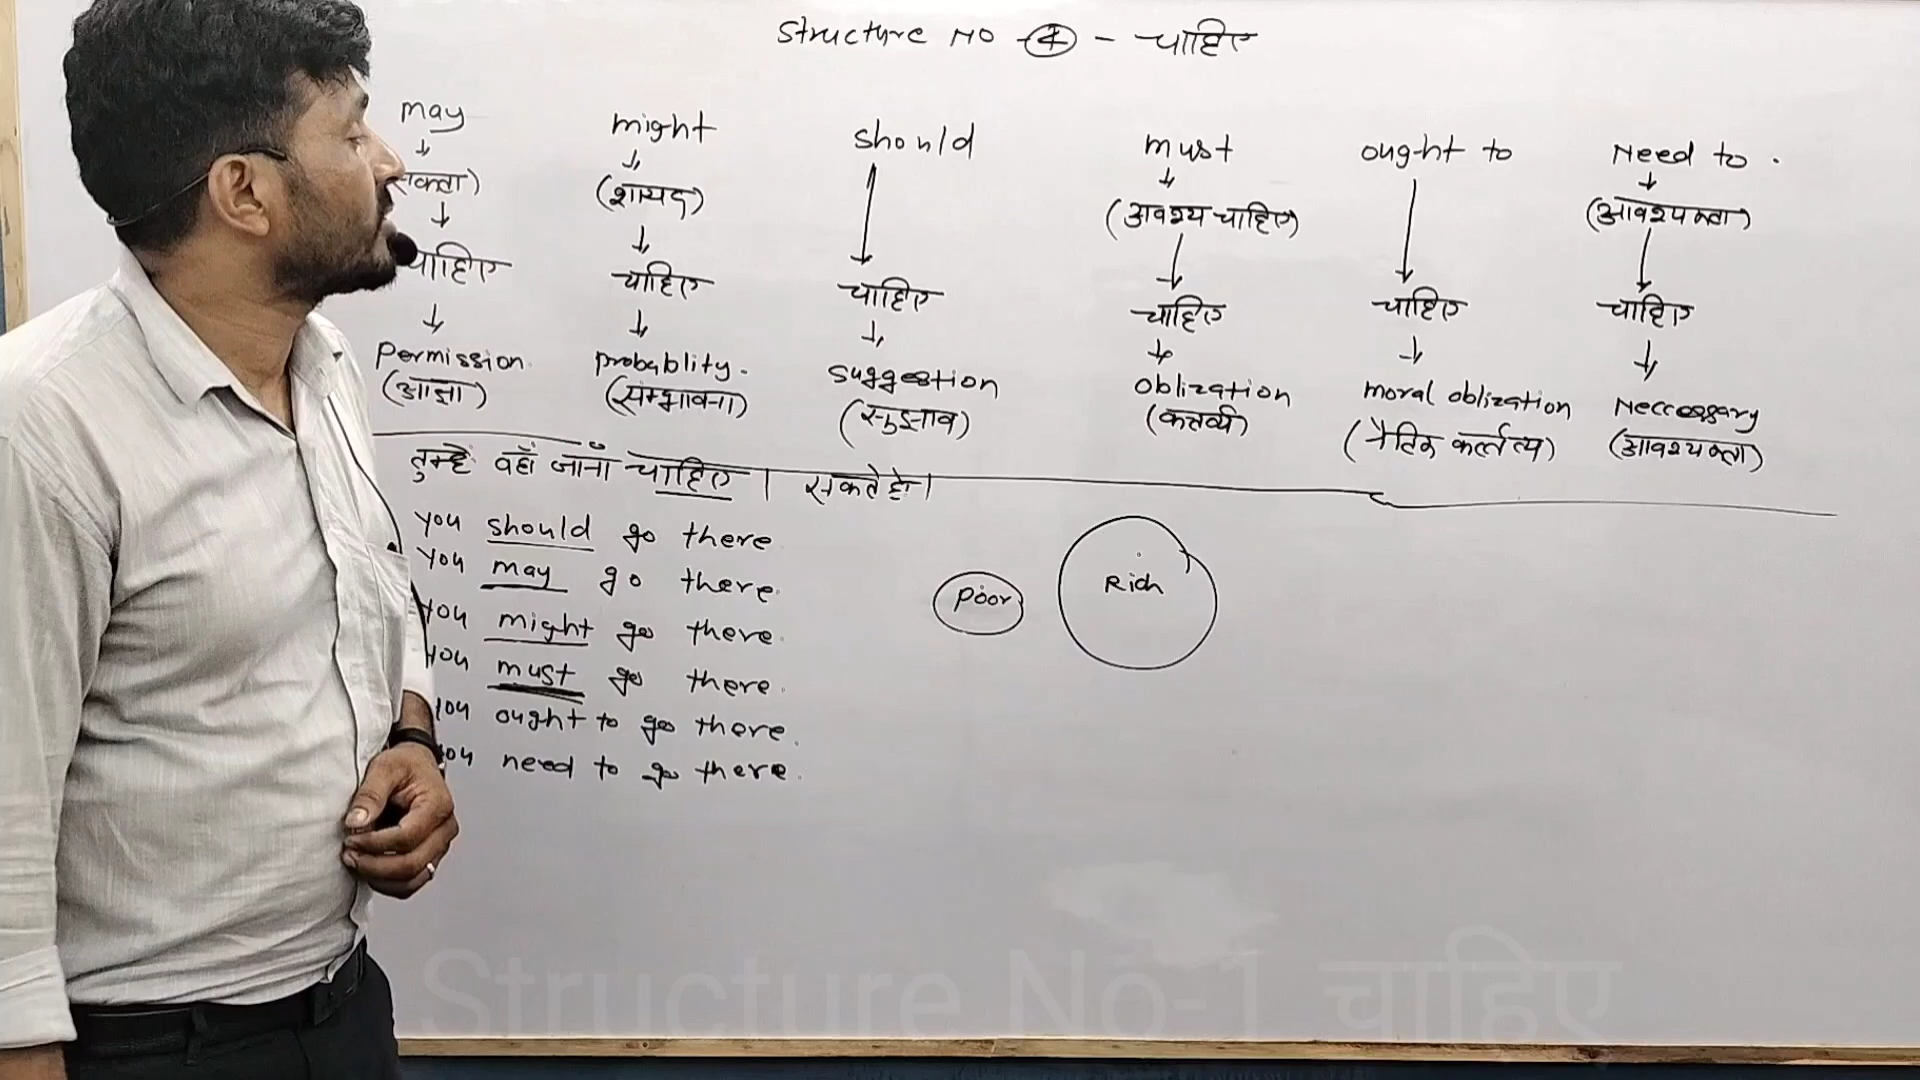 Structure No - 4 - चाहिए
may might should must ought to Need to .
सकता) (शायद) (अवश्य चाहिए) (आवश्यकता)
चाहिए चाहिए चाहिए चाहिए चाहिए चाहिए
Permission. Probablity. suggestion oblization moral oblization Neccessary
(आज्ञा) (सम्भावना) (सुझाव) (कत्तर्व्य) (नैतिक कर्त्तव्य) (आवश्यकता)
तुम्हें वहाँ जाना चाहिए । सकते हो ।
You should go there
You may go there.
You might go there.
You must go there.
You ought to go there.
You need to go there.
Poor Rich
Structure No-1 चाहिए